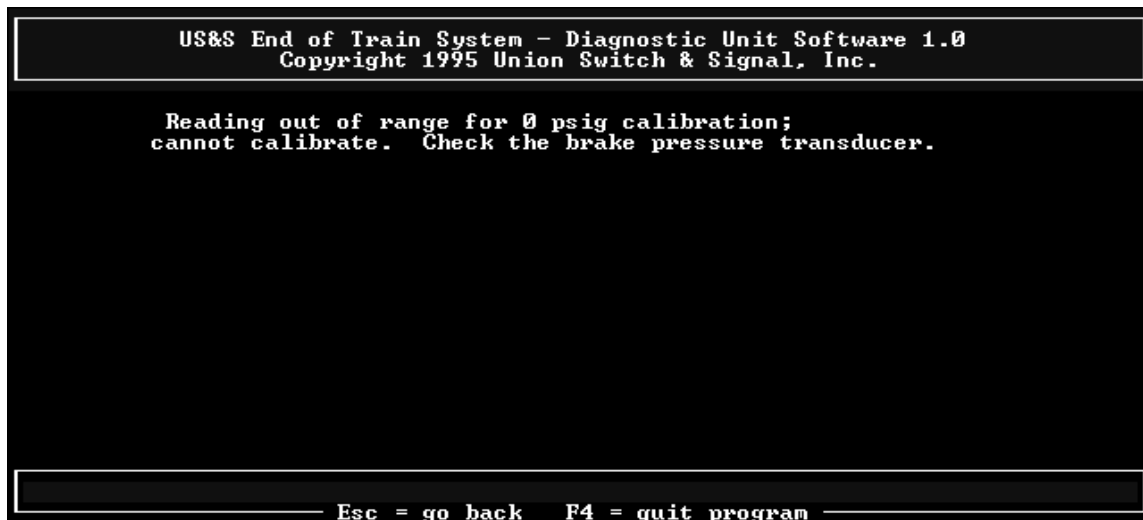 US&S End of Train System - Diagnostic Unit Software 1.0
Copyright 1995 Union Switch & Signal, Inc.
Reading out of range for 0 psig calibration;
cannot calibrate. Check the brake pressure transducer.
Esc = go back F4 = quit program